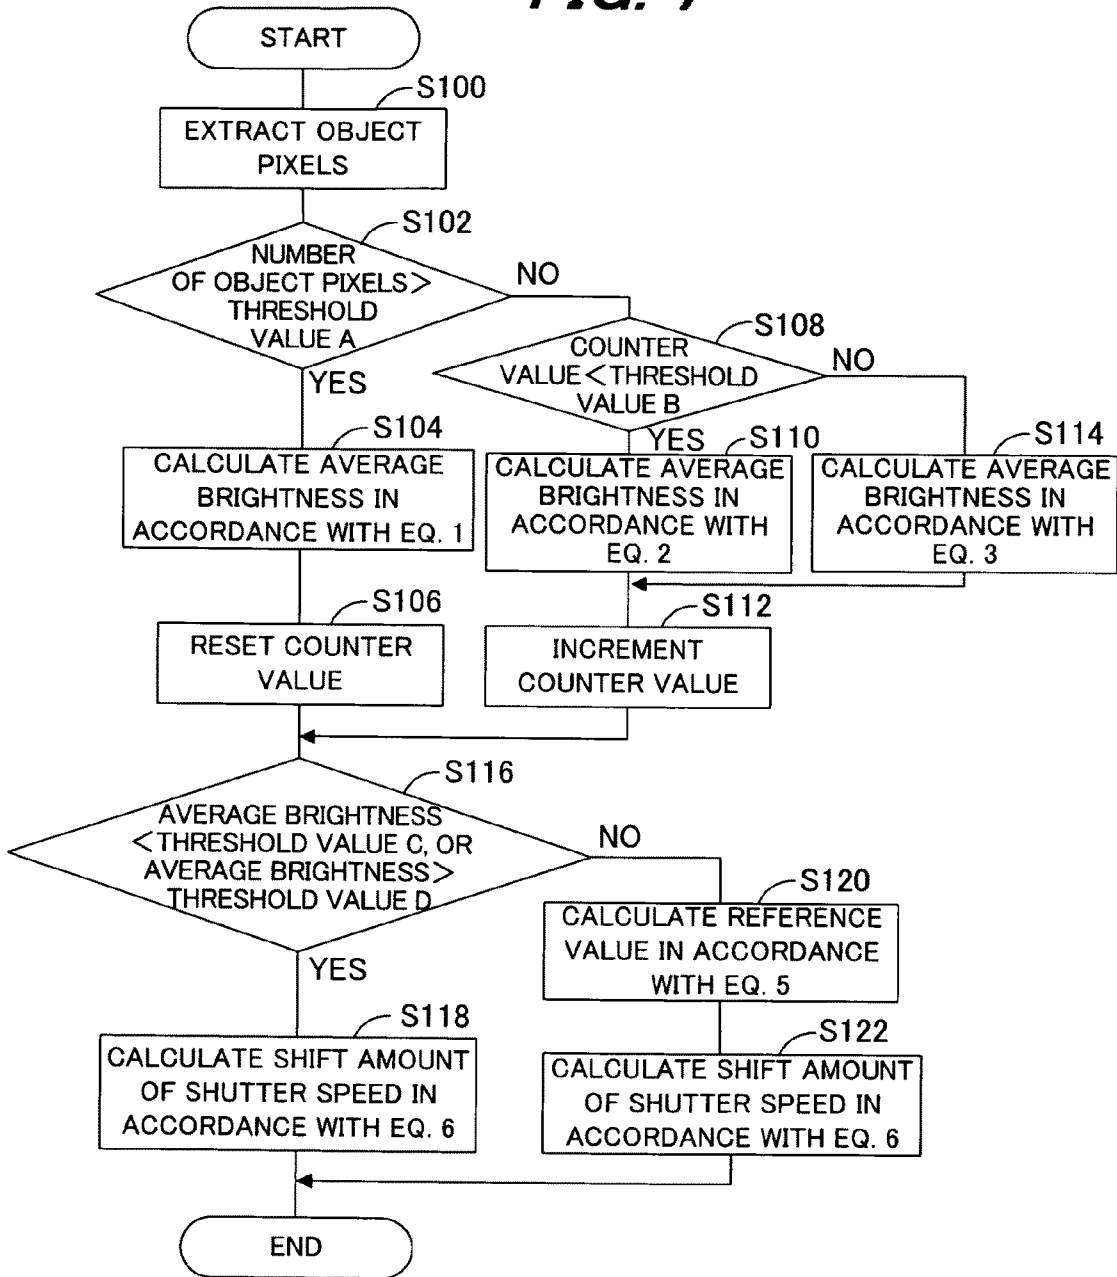 START
S100
EXTRACT OBJECT
PIXELS
S102
NUMBER
OF OBJECT PIXELS>
THRESHOLD
VALUE A
NO
YES
S108
COUNTER
VALUE<THRESHOLD
VALUE B
NO
YES
S104
CALCULATE AVERAGE
BRIGHTNESS IN
ACCORDANCE WITH EQ. 1
S110
CALCULATE AVERAGE
BRIGHTNESS IN
ACCORDANCE WITH
EQ. 2
S114
CALCULATE AVERAGE
BRIGHTNESS IN
ACCORDANCE WITH
EQ. 3
S106
RESET COUNTER
VALUE
S112
INCREMENT
COUNTER VALUE
S116
AVERAGE BRIGHTNESS
<THRESHOLD VALUE C, OR
AVERAGE BRIGHTNESS>
THRESHOLD VALUE D
NO
YES
S120
CALCULATE REFERENCE
VALUE IN ACCORDANCE
WITH EQ. 5
S118
CALCULATE SHIFT AMOUNT
OF SHUTTER SPEED IN
ACCORDANCE WITH EQ. 6
S122
CALCULATE SHIFT AMOUNT
OF SHUTTER SPEED IN
ACCORDANCE WITH EQ. 6
END